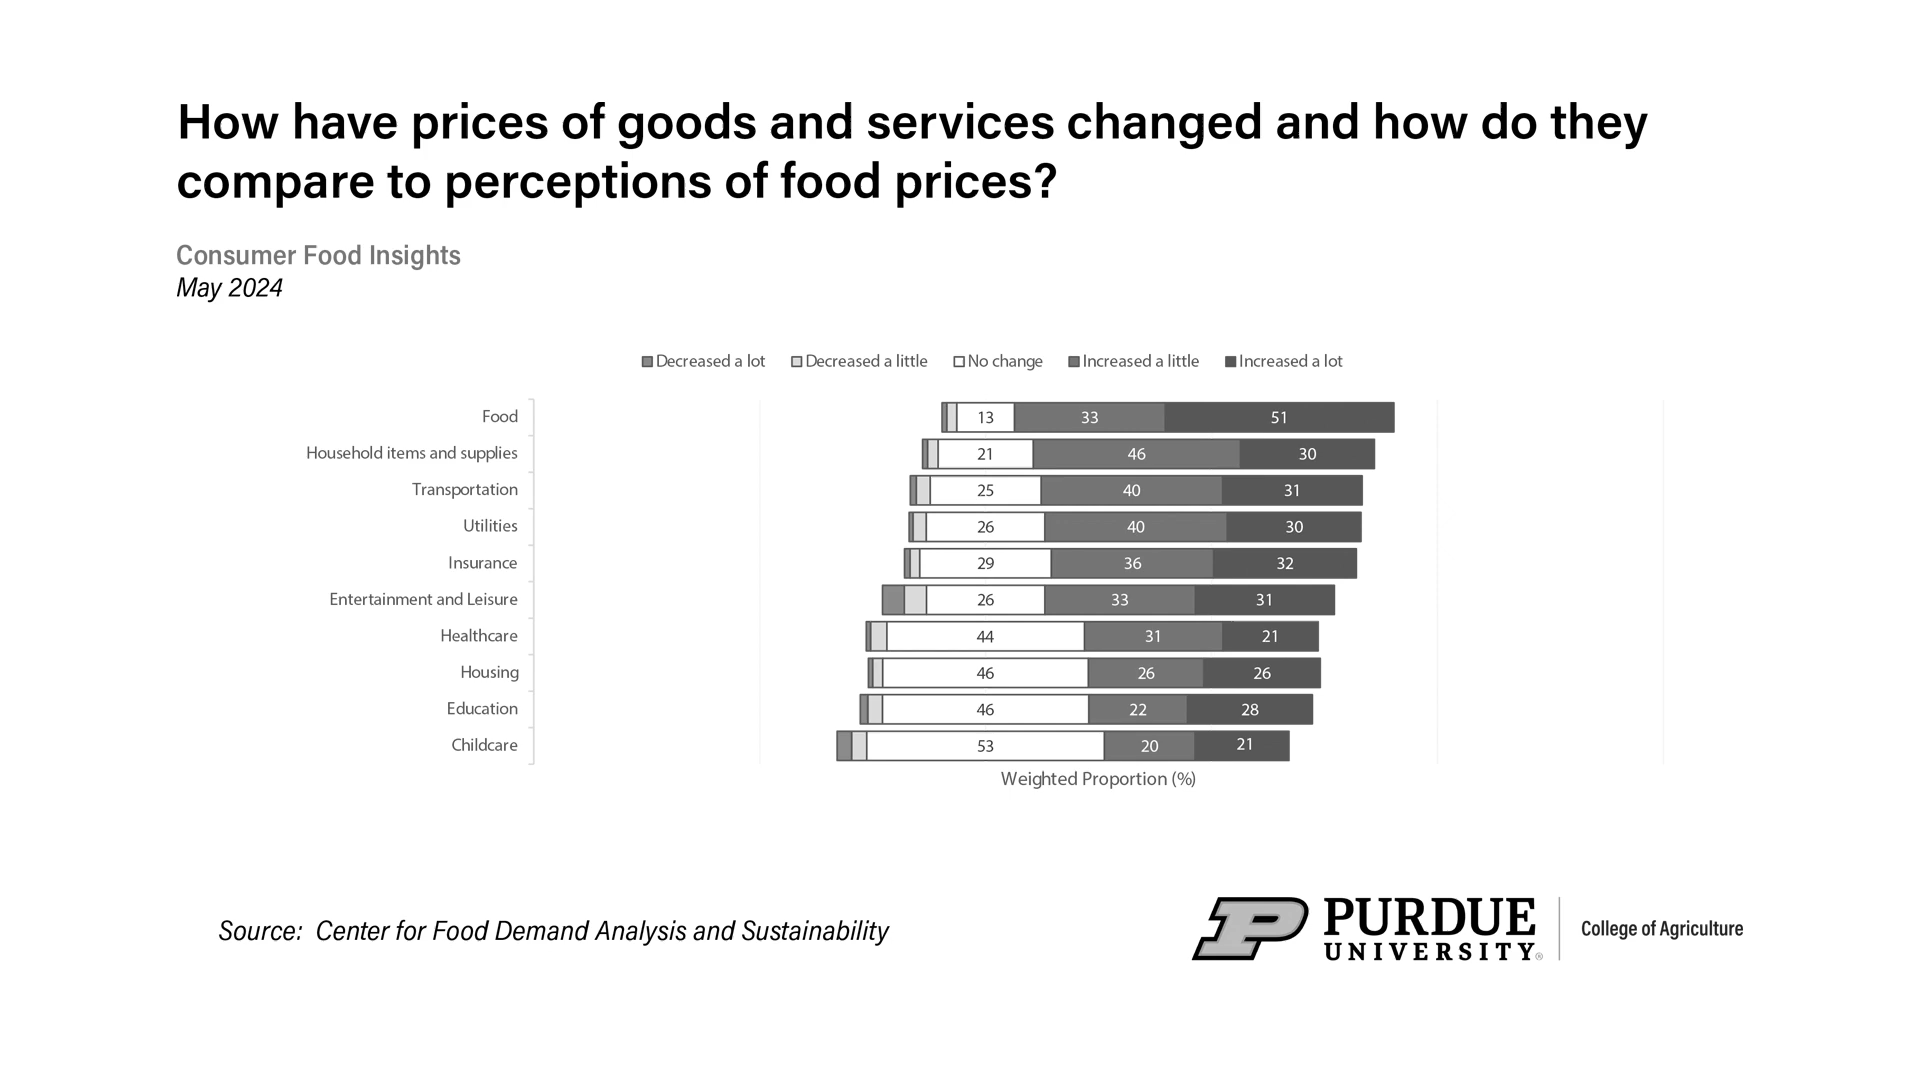 How have prices of goods and services changed and how do they
compare to perceptions of food prices?
Consumer Food Insights
May 2024
Decreased a lot Decreased a little No change Increased a little Increased a lot
Food 13 33 51
Household items and supplies 21 46 30
Transportation 25 40 31
Utilities 26 40 30
Insurance 29 36 32
Entertainment and Leisure 26 33 31
Healthcare 44 31 21
Housing 46 26 26
Education 46 22 28
Childcare 53 20 21
Weighted Proportion (%)
Source: Center for Food Demand Analysis and Sustainability
P PURDUE UNIVERSITY® College of Agriculture